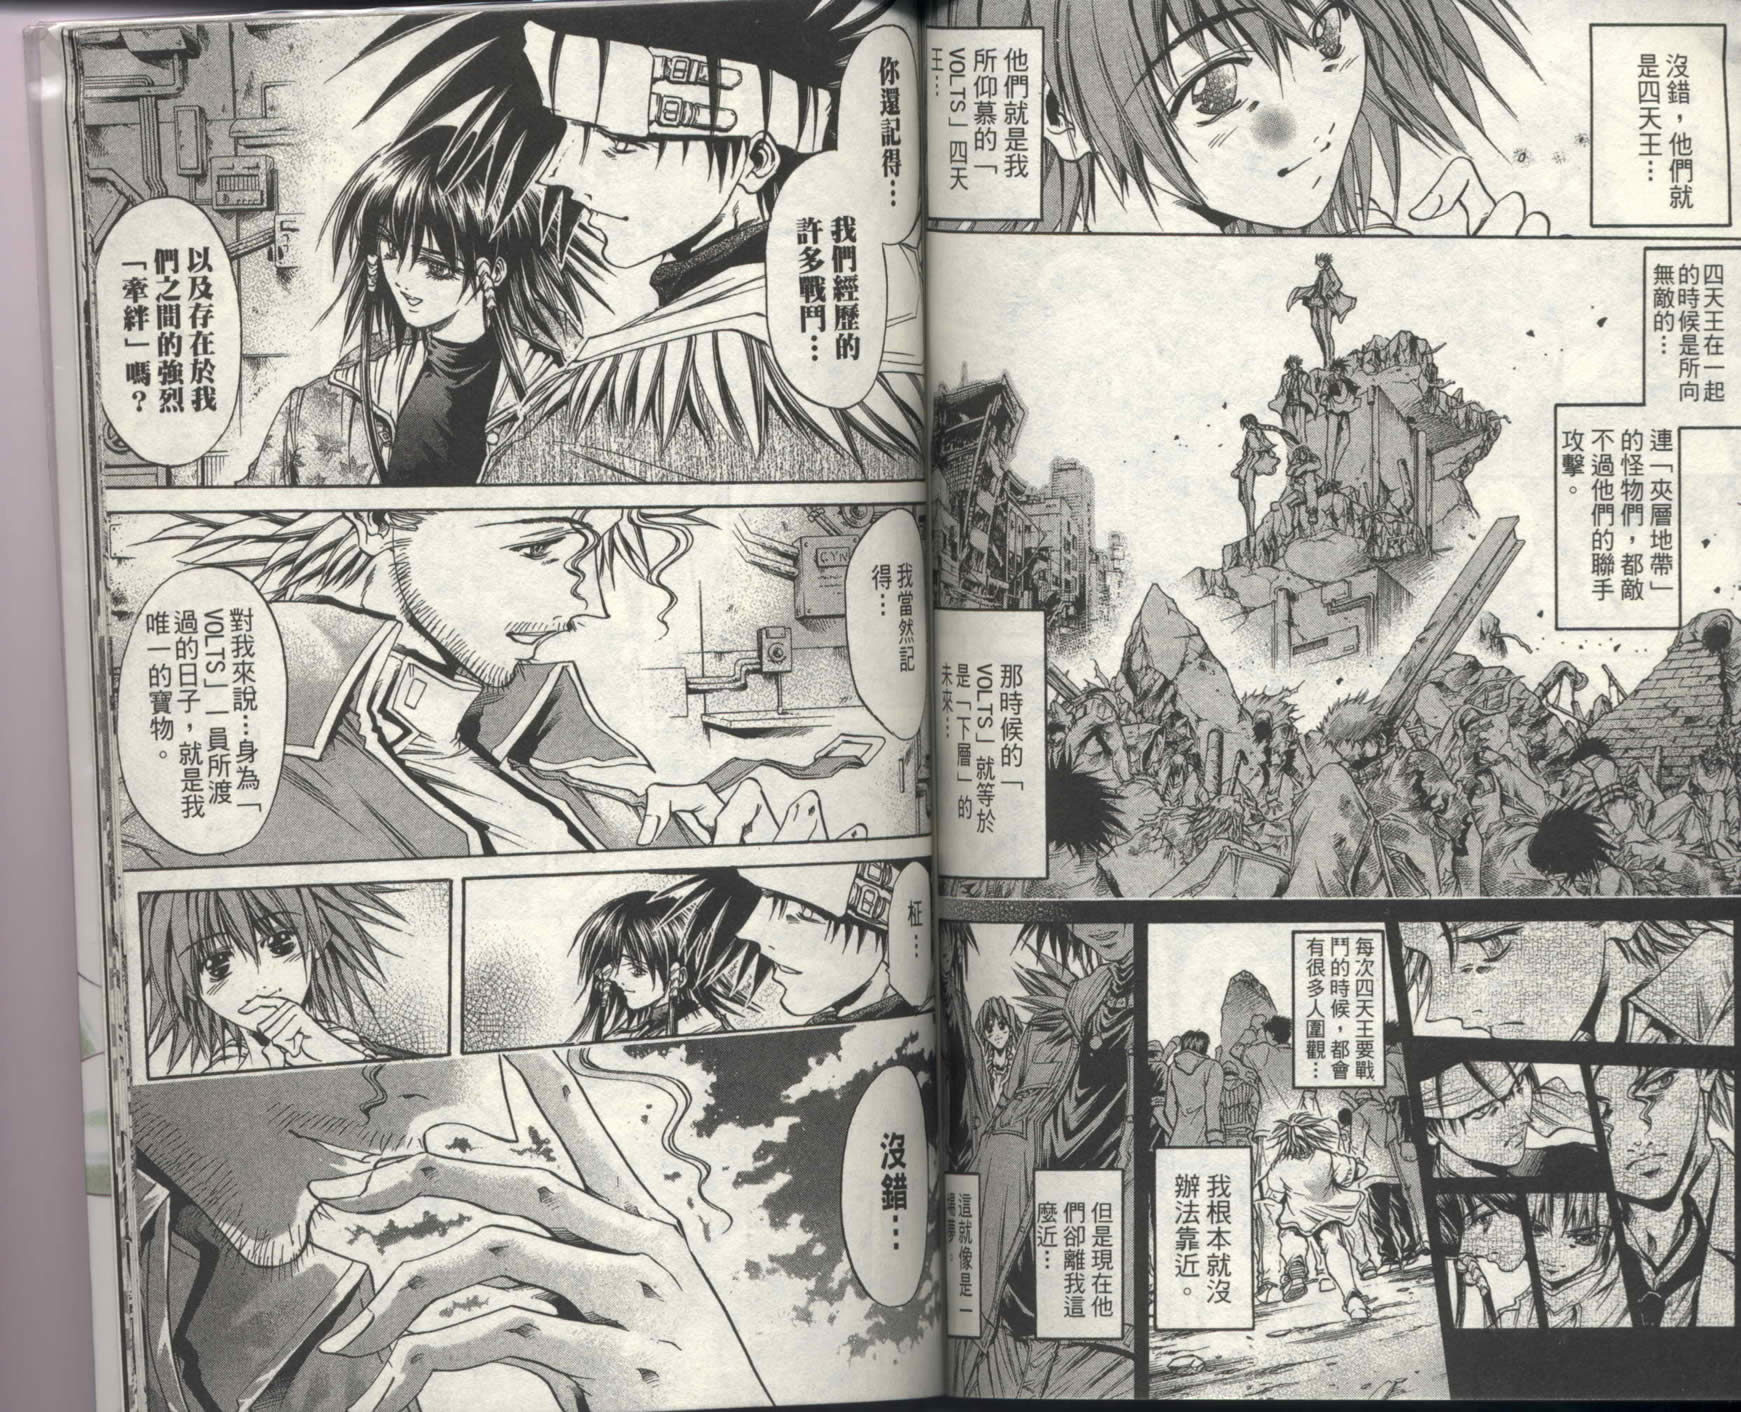 沒錯，他們就
是四天王…
他們就是我
所仰慕的「
VOLTS」四天
王…
四天王在一起
的時候是所向
無敵的…
連「夾層地帶」
的怪物們，都敵
不過他們的聯手
攻擊。
那時候的「
VOLTS」就等於
是「下層」的
未來…
每次四天王要戰
鬥的時候，都會
有很多人圍觀…
我根本就沒
辦法靠近。
但是現在他
們卻離我這
麼近…
這就像是一
場夢。
你還記得…
我們經歷的
許多戰鬥…
以及存在於我
們之間的強烈
「牽絆」嗎？
我當然記
得…
對我來說…身為「
VOLTS」一員所渡
過的日子，就是我
唯一的寶物。
柾…
沒錯…